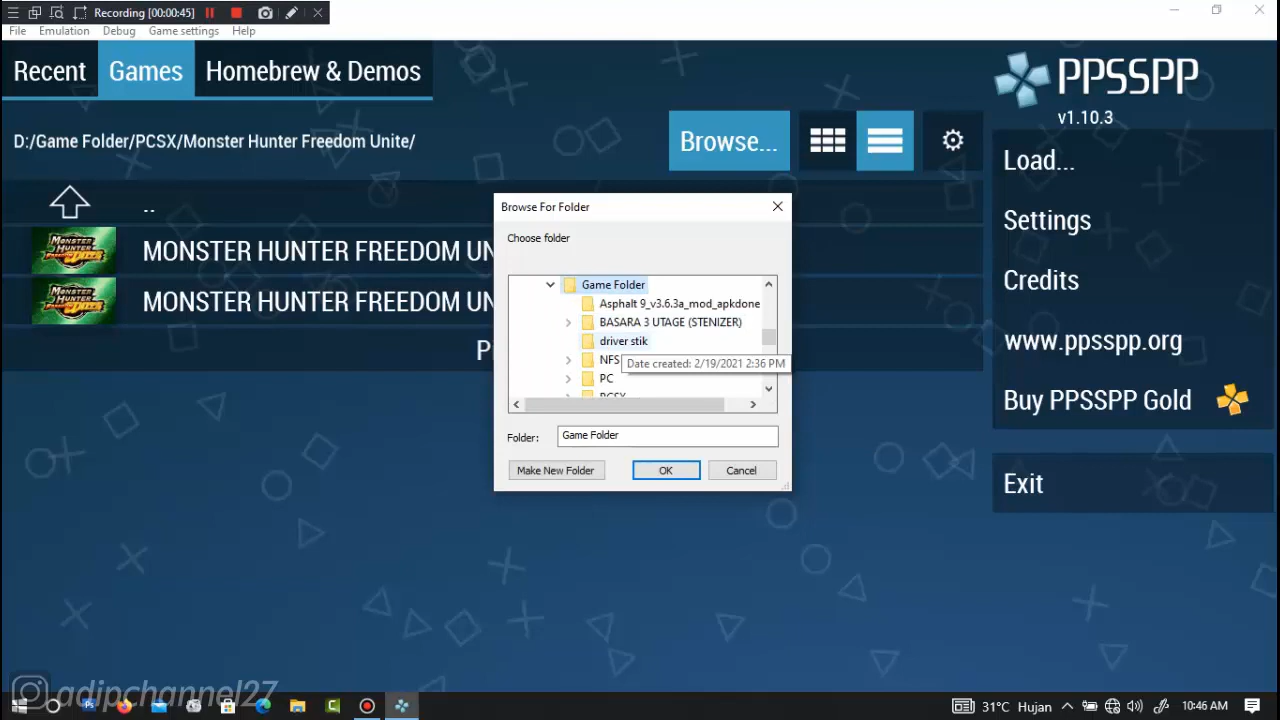 Recording [00:00:45]
File Emulation Debug Game settings Help
Recent Games Homebrew & Demos
PPSSPP
v1.10.3
D:/Game Folder/PCSX/Monster Hunter Freedom Unite/
Browse...
Load...
Settings
Credits
www.ppsspp.org
Buy PPSSPP Gold
Exit
..
MONSTER HUNTER FREEDOM UN
MONSTER HUNTER FREEDOM UN
Browse For Folder
Choose folder
Game Folder
Asphalt 9_v3.6.3a_mod_apkdone
BASARA 3 UTAGE (STENIZER)
driver stik
NFS
Date created: 2/19/2021 2:36 PM
PC
PCSX
Folder: Game Folder
Make New Folder OK Cancel
adipchannel27
31°C Hujan 10:46 AM